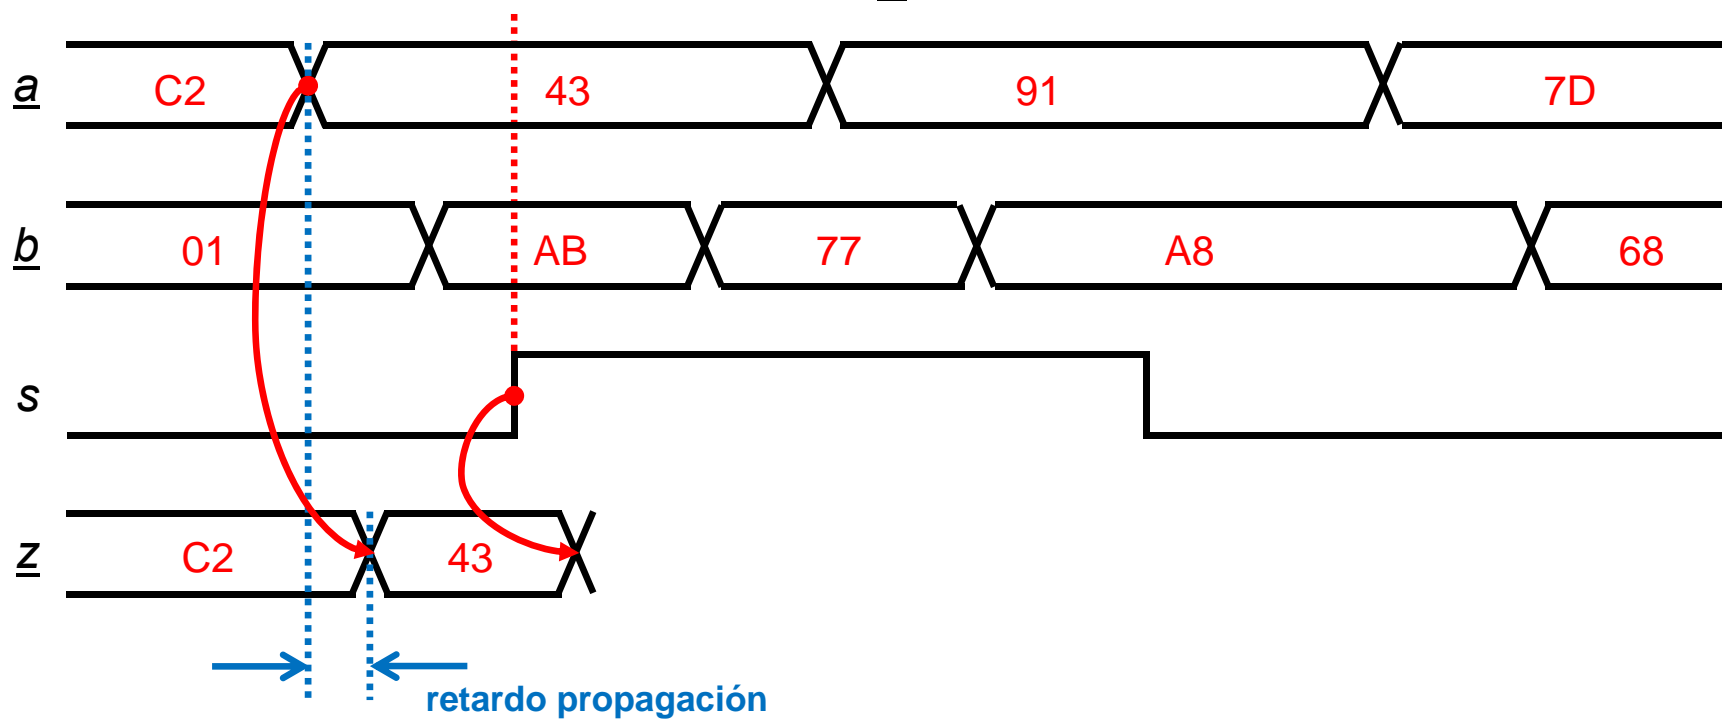 a C2 43 91 7D
b 01 AB 77 A8 68
s
z C2 43
retardo propagación